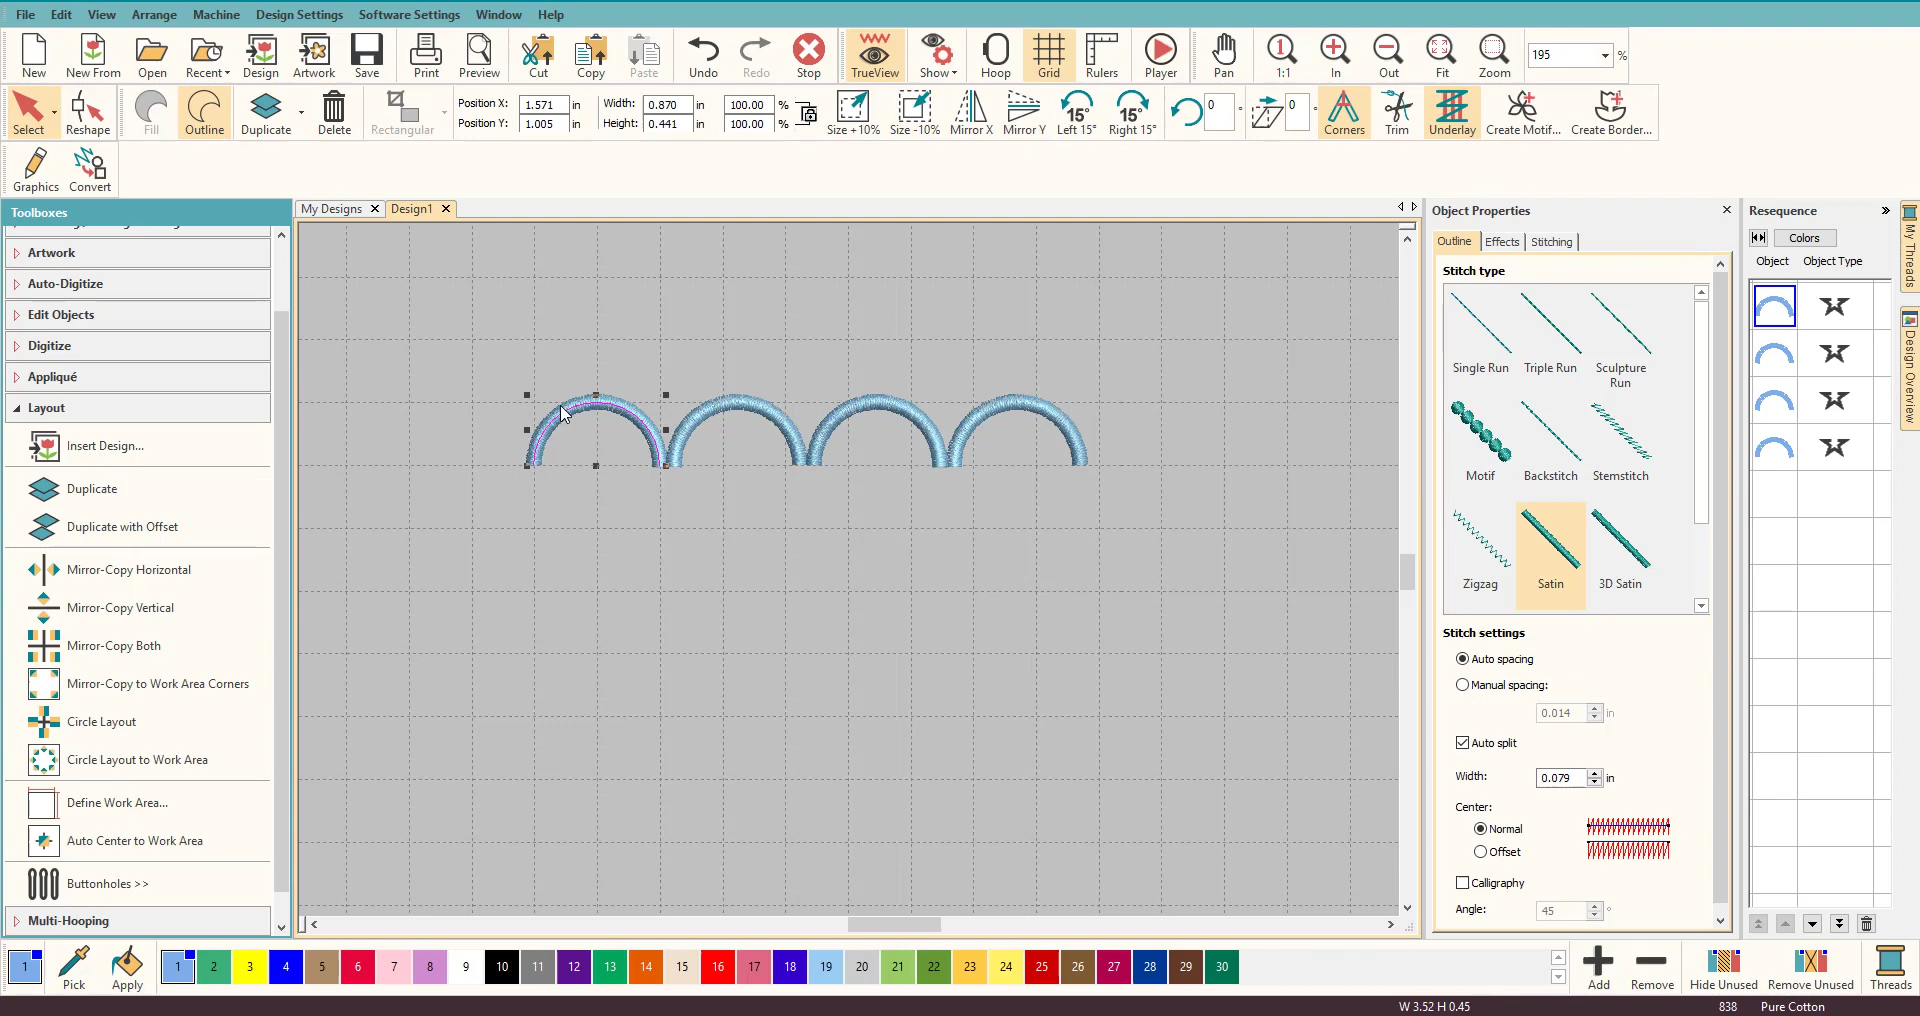 File Edit View Arrange Machine Design Settings Software Settings Window Help
New New From Open Recent Design Artwork Save Print Preview Cut Copy Paste Undo Redo Stop TrueView Show Hoop Grid Rulers Player Pan 1:1 In Out Fit Zoom 195 %
Select Reshape Fill Outline Duplicate Delete Rectangular
Position X: 1.571 in Width: 0.870 in 100.00 %
Position Y: 1.005 in Height: 0.441 in 100.00 %
Size +10% Size -10% Mirror X Mirror Y Left 15° Right 15° 0 ° 0 ° Corners Trim Underlay Create Motif... Create Border...
Graphics Convert
Toolboxes
Artwork
Auto-Digitize
Edit Objects
Digitize
Appliqué
Layout
Insert Design...
Duplicate
Duplicate with Offset
Mirror-Copy Horizontal
Mirror-Copy Vertical
Mirror-Copy Both
Mirror-Copy to Work Area Corners
Circle Layout
Circle Layout to Work Area
Define Work Area...
Auto Center to Work Area
Buttonholes >>
Multi-Hooping
My Designs Design1
Object Properties
Outline Effects Stitching
Stitch type
Single Run Triple Run Sculpture Run
Motif Backstitch Stemstitch
Zigzag Satin 3D Satin
Stitch settings
Auto spacing
Manual spacing:
0.014 in
Auto split
Width: 0.079 in
Center:
Normal
Offset
Calligraphy
Angle: 45 °
Resequence
Colors
Object Object Type
My Threads
Design Overview
1 Pick Apply 1 2 3 4 5 6 7 8 9 10 11 12 13 14 15 16 17 18 19 20 21 22 23 24 25 26 27 28 29 30 Add Remove Hide Unused Remove Unused Threads
W 3.52 H 0.45 838 Pure Cotton